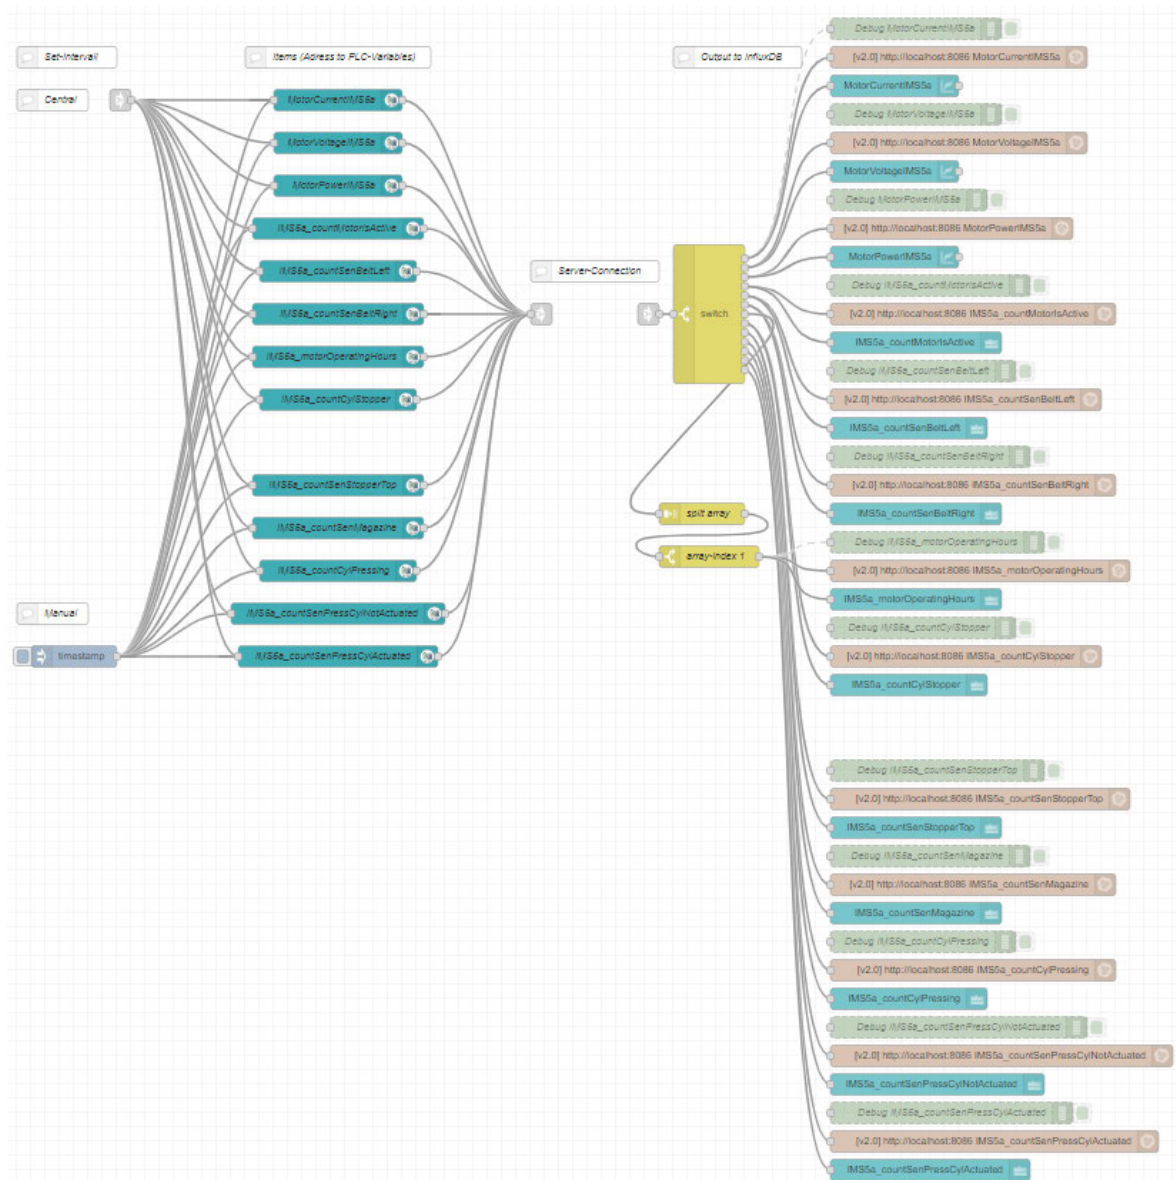 Set-Intervall
Central
Items (Adress to PLC-Variables)
MotorCurrentIMS5a
MotorVoltageIMS5a
MotorPowerIMS5a
IMS5a_countMotorIsActive
IMS5a_countSenBeltLeft
IMS5a_countSenBeltRight
IMS5a_motorOperatingHours
IMS5a_countCylStopper
IMS5a_countSenStopperTop
IMS5a_countSenMagazine
IMS5a_countCylPressing
IMS5a_countSenPressCylNotActuated
IMS5a_countSenPressCylActuated
Manual
timestamp
Server-Connection
Output to InfluxDB
switch
split array
array-index 1
Debug MotorCurrentIMS5a
[v2.0] http://localhost:8086 MotorCurrentIMS5a
MotorCurrentIMS5a
Debug MotorVoltageIMS5a
[v2.0] http://localhost:8086 MotorVoltageIMS5a
MotorVoltageIMS5a
Debug MotorPowerIMS5a
[v2.0] http://localhost:8086 MotorPowerIMS5a
MotorPowerIMS5a
Debug IMS5a_countMotorIsActive
[v2.0] http://localhost:8086 IMS5a_countMotorIsActive
IMS5a_countMotorIsActive
Debug IMS5a_countSenBeltLeft
[v2.0] http://localhost:8086 IMS5a_countSenBeltLeft
IMS5a_countSenBeltLeft
Debug IMS5a_countSenBeltRight
[v2.0] http://localhost:8086 IMS5a_countSenBeltRight
IMS5a_countSenBeltRight
Debug IMS5a_motorOperatingHours
[v2.0] http://localhost:8086 IMS5a_motorOperatingHours
IMS5a_motorOperatingHours
Debug IMS5a_countCylStopper
[v2.0] http://localhost:8086 IMS5a_countCylStopper
IMS5a_countCylStopper
Debug IMS5a_countSenStopperTop
[v2.0] http://localhost:8086 IMS5a_countSenStopperTop
IMS5a_countSenStopperTop
Debug IMS5a_countSenMagazine
[v2.0] http://localhost:8086 IMS5a_countSenMagazine
IMS5a_countSenMagazine
Debug IMS5a_countCylPressing
[v2.0] http://localhost:8086 IMS5a_countCylPressing
IMS5a_countCylPressing
Debug IMS5a_countSenPressCylNotActuated
[v2.0] http://localhost:8086 IMS5a_countSenPressCylNotActuated
IMS5a_countSenPressCylNotActuated
Debug IMS5a_countSenPressCylActuated
[v2.0] http://localhost:8086 IMS5a_countSenPressCylActuated
IMS5a_countSenPressCylActuated